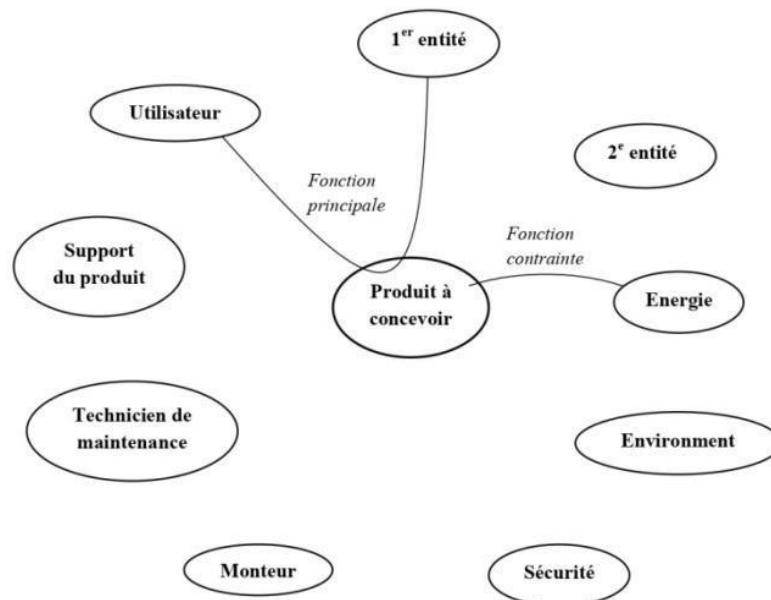 1er entité
Utilisateur
2e entité
Fonction
principale
Fonction
contrainte
Support
du produit
Produit à
concevoir
Energie
Technicien de
maintenance
Environment
Monteur
Sécurité